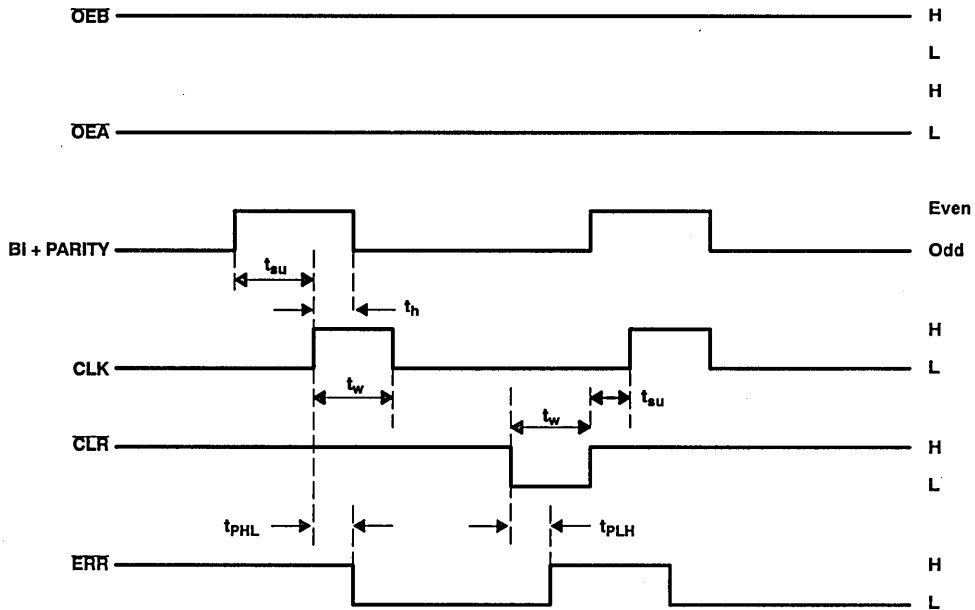 OEB H
L
H
OEA L
Even
Bi + PARITY Odd
tsu
th
H
CLK L
tw
tsu
tw
CLR H
L
tPHL tPLH
ERR H
L